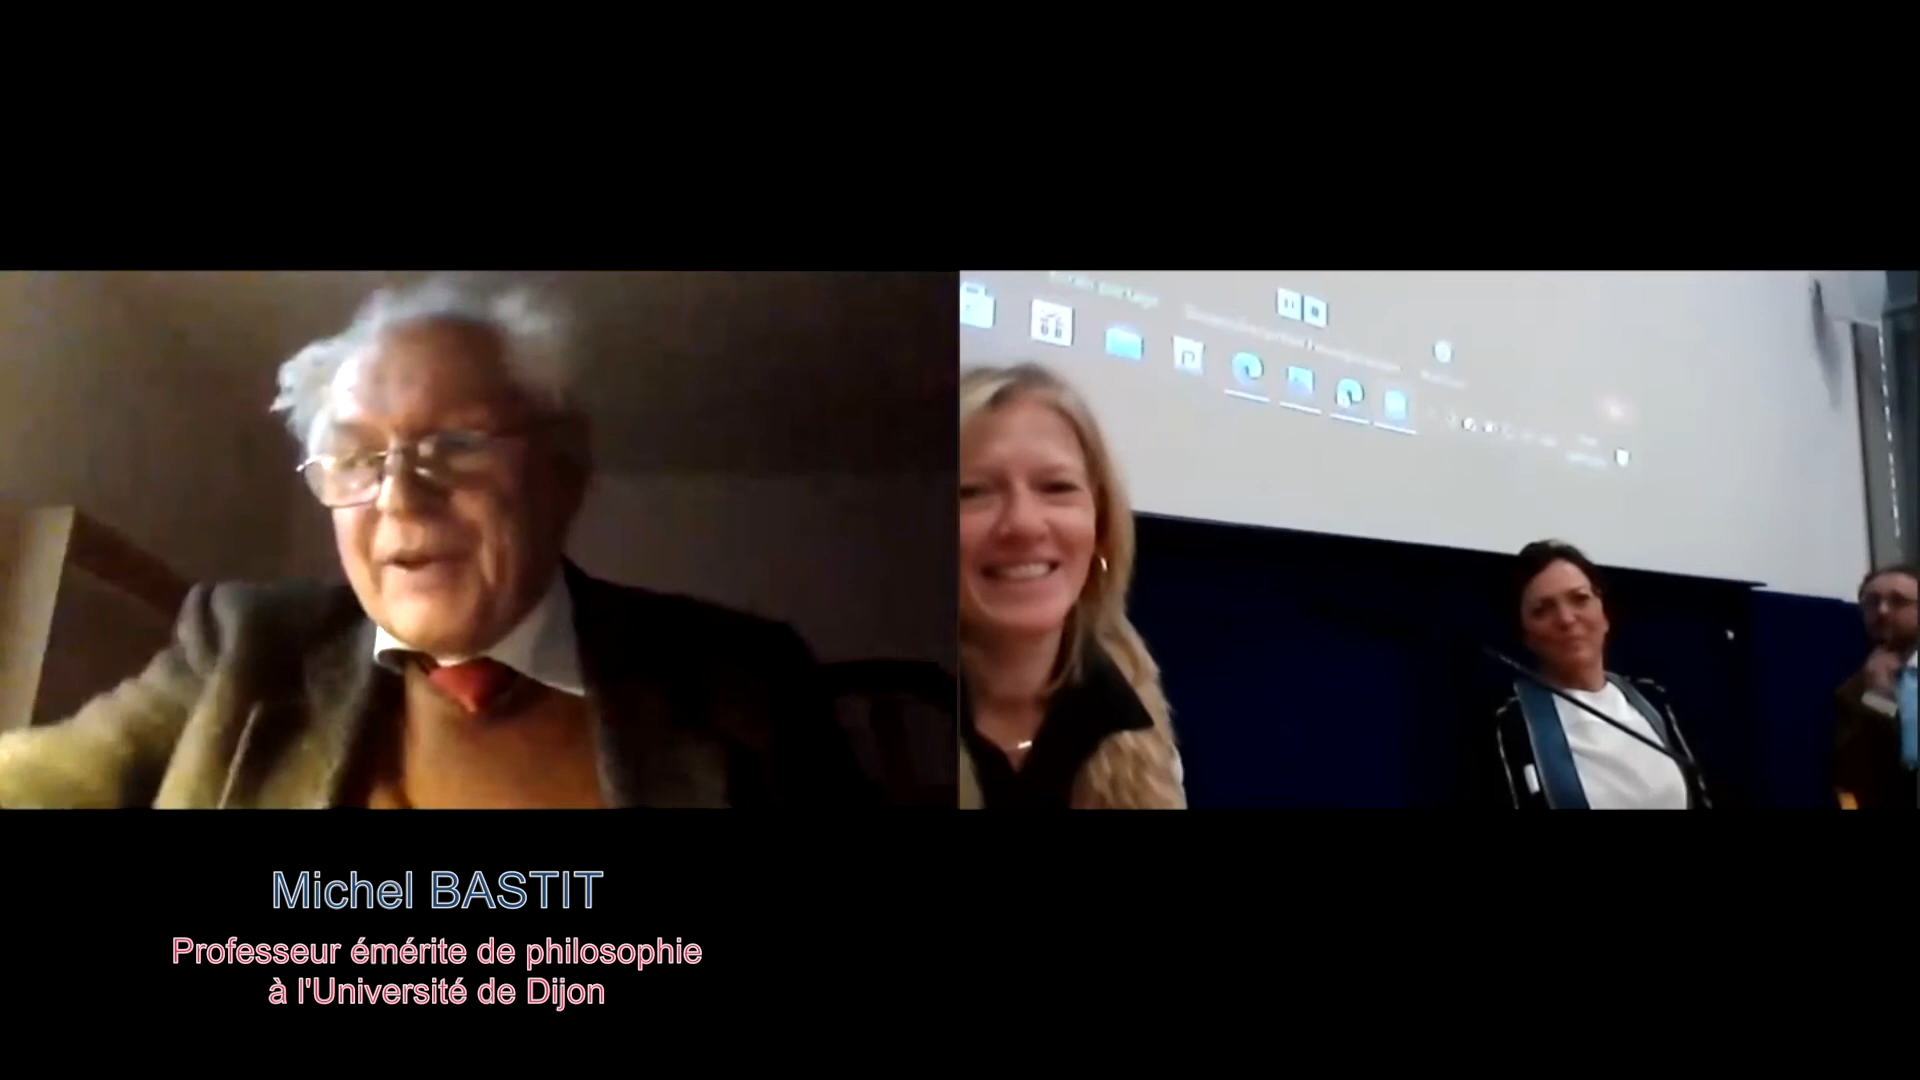 Michel BASTIT
Professeur émérite de philosophie
à l'Université de Dijon